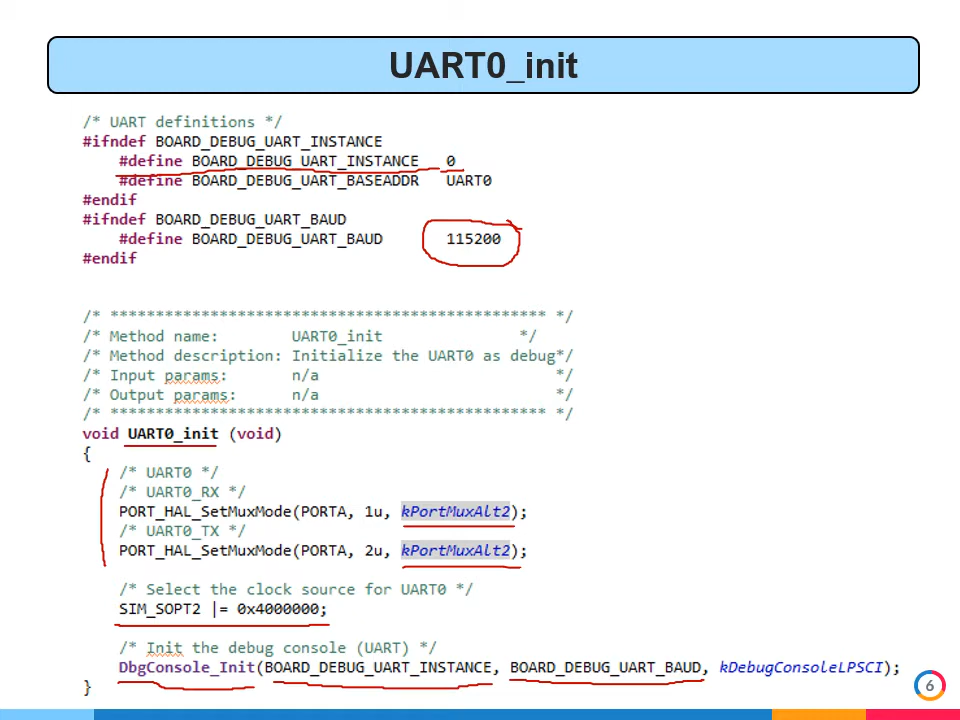 UART0_init
/* UART definitions */
#ifndef BOARD_DEBUG_UART_INSTANCE
#define BOARD_DEBUG_UART_INSTANCE 0
#define BOARD_DEBUG_UART_BASEADDR UART0
#endif
#ifndef BOARD_DEBUG_UART_BAUD
#define BOARD_DEBUG_UART_BAUD 115200
#endif
/* ************************************************ */
/* Method name: UART0_init */
/* Method description: Initialize the UART0 as debug*/
/* Input params: n/a */
/* Output params: n/a */
/* ************************************************ */
void UART0_init (void)
{
/* UART0 */
/* UART0_RX */
PORT_HAL_SetMuxMode(PORTA, 1u, kPortMuxAlt2);
/* UART0_TX */
PORT_HAL_SetMuxMode(PORTA, 2u, kPortMuxAlt2);
/* Select the clock source for UART0 */
SIM_SOPT2 |= 0x4000000;
/* Init the debug console (UART) */
DbgConsole_Init(BOARD_DEBUG_UART_INSTANCE, BOARD_DEBUG_UART_BAUD, kDebugConsoleLPSCI);
}
6